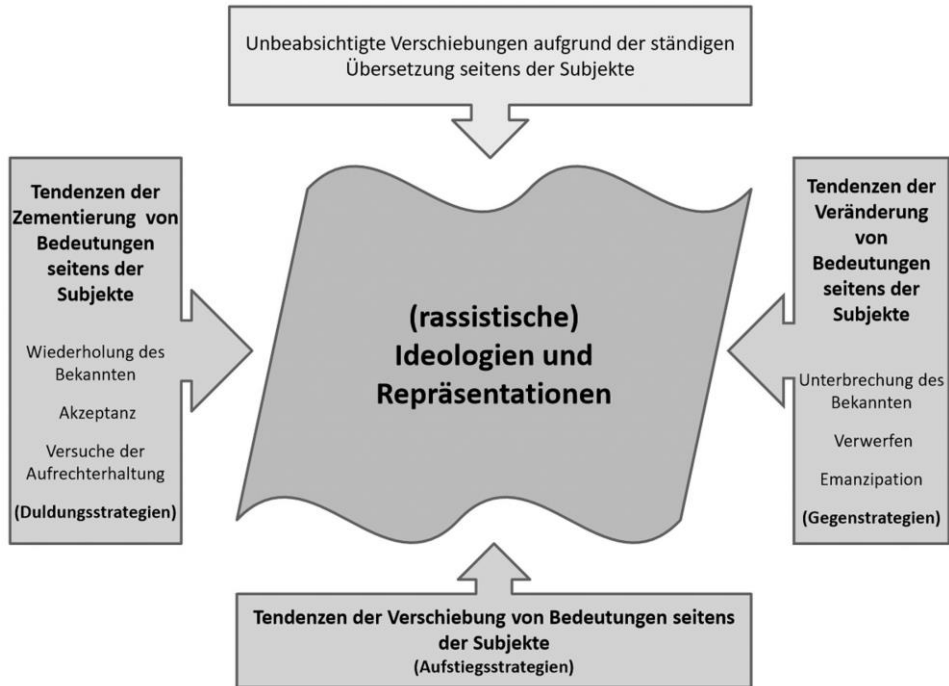 Unbeabsichtigte Verschiebungen aufgrund der ständigen
Übersetzung seitens der Subjekte
Tendenzen der
Zementierung von
Bedeutungen
seitens der
Subjekte
Wiederholung des
Bekannten
Akzeptanz
Versuche der
Aufrechterhaltung
(Duldungsstrategien)
(rassistische)
Ideologien und
Repräsentationen
Tendenzen der
Veränderung
von
Bedeutungen
seitens der
Subjekte
Unterbrechung des
Bekannten
Verwerfen
Emanzipation
(Gegenstrategien)
Tendenzen der Verschiebung von Bedeutungen seitens
der Subjekte
(Aufstiegsstrategien)